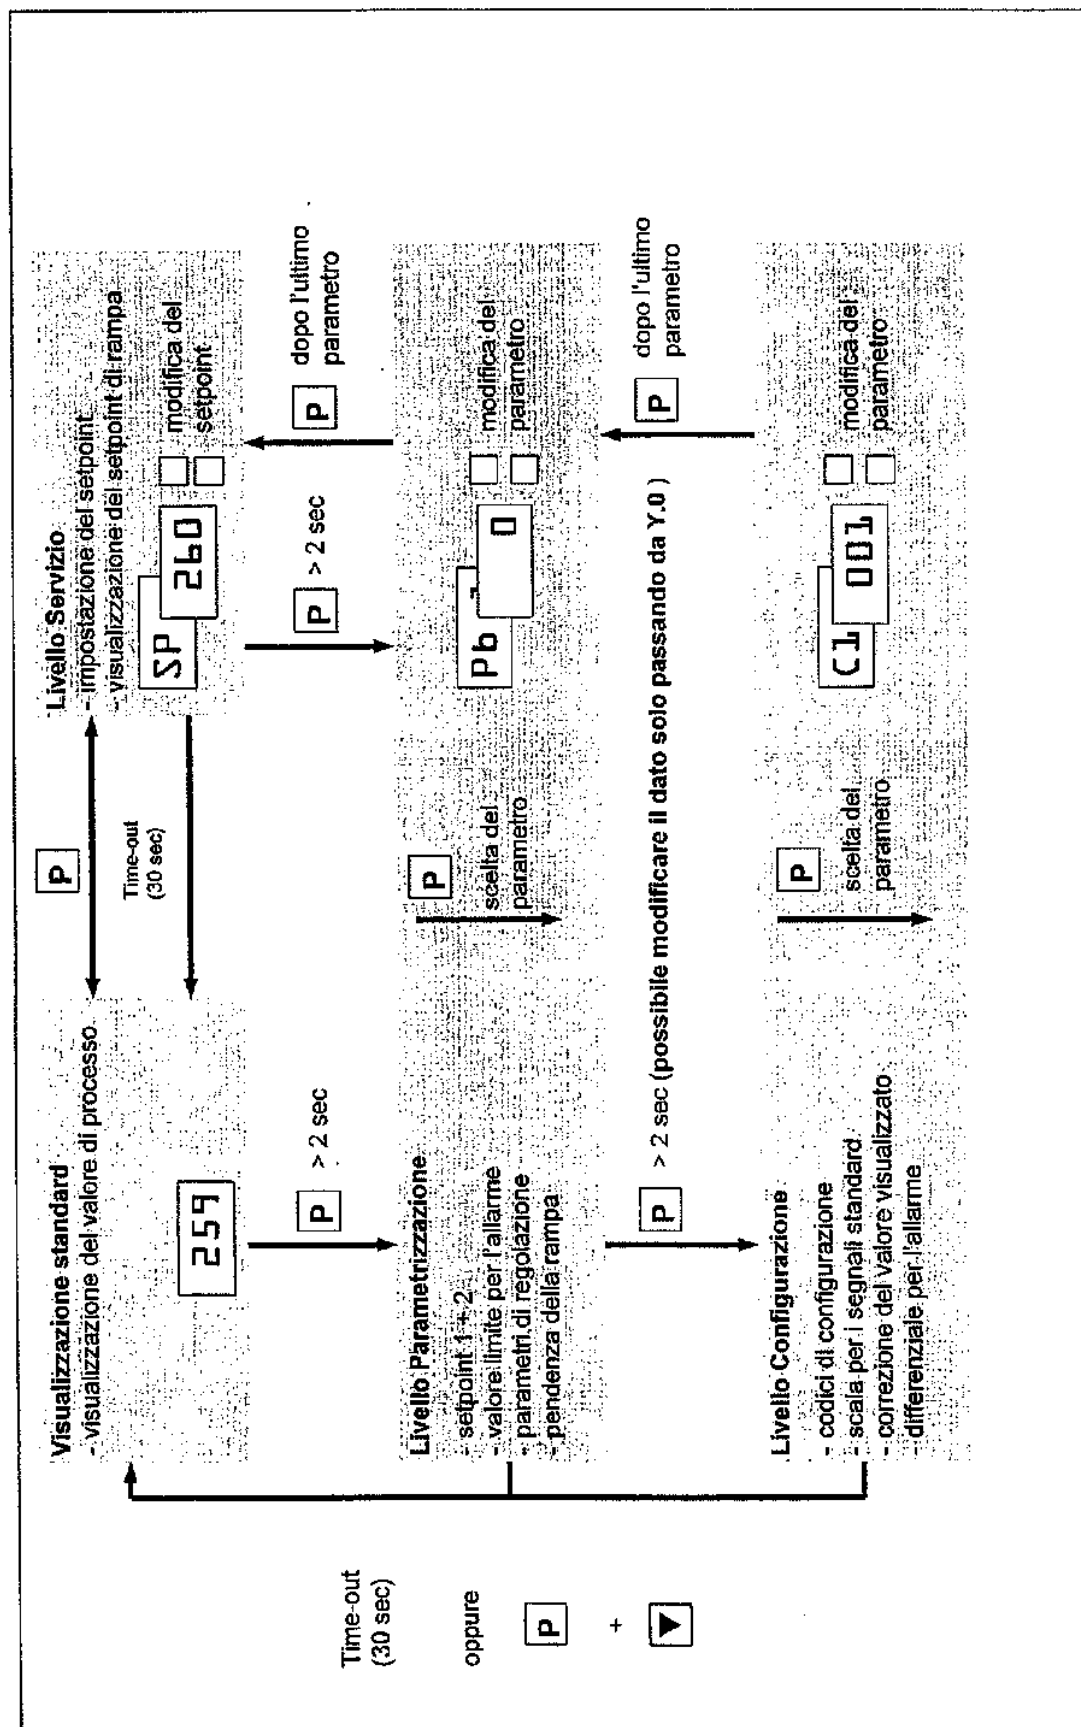 Visualizzazione standard
- visualizzazione del valore di processo
259
P
Time-out
(30 sec)
Livello Servizio
- impostazione del setpoint
- visualizzazione del setpoint di rampa
SP
260
modifica del
setpoint
P > 2 sec
P > 2 sec
P dopo l'ultimo
parametro
Livello Parametrizzazione
- setpoint 1 + 2
- valore limite per l'allarme
- parametri di regolazione
- pendenza della rampa
P
scelta del
parametro
Pb
0
modifica del
parametro
P > 2 sec (possibile modificare il dato solo passando da Y.0 )
P dopo l'ultimo
parametro
Livello Configurazione
- codici di configurazione
- scala per i segnali standard
- correzione del valore visualizzato
- differenziale per l'allarme
P
scelta del
parametro
C1
001
modifica del
parametro
Time-out
(30 sec)
oppure
P
+